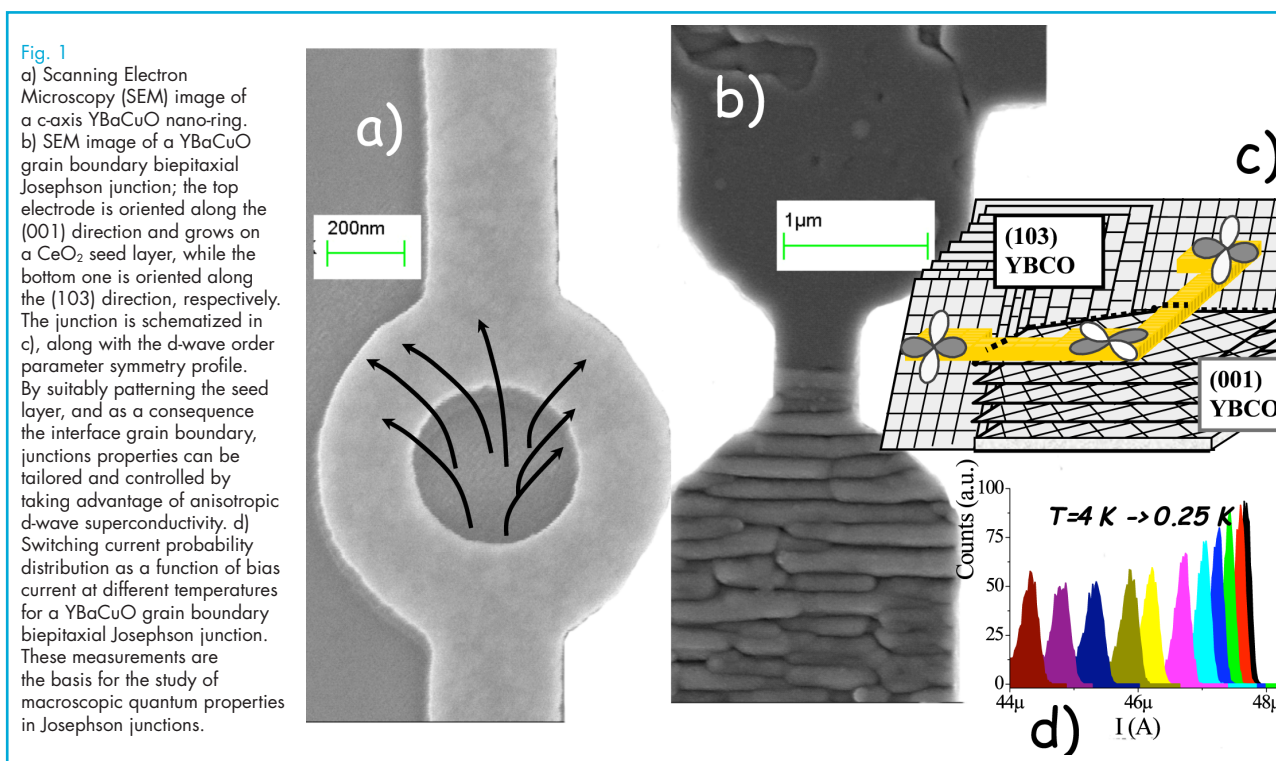 Fig. 1
a) Scanning Electron
Microscopy (SEM) image of
a c-axis YBaCuO nano-ring.
b) SEM image of a YBaCuO
grain boundary biepitaxial
Josephson junction; the top
electrode is oriented along the
(001) direction and grows on
a CeO₂ seed layer, while the
bottom one is oriented along
the (103) direction, respectively.
The junction is schematized in
c), along with the d-wave order
parameter symmetry profile.
By suitably patterning the seed
layer, and as a consequence
the interface grain boundary,
junctions properties can be
tailored and controlled by
taking advantage of anisotropic
d-wave superconductivity. d)
Switching current probability
distribution as a function of bias
current at different temperatures
for a YBaCuO grain boundary
biepitaxial Josephson junction.
These measurements are
the basis for the study of
macroscopic quantum properties
in Josephson junctions.
a)
200nm
b)
1µm
c)
(103)
YBCO
(001)
YBCO
T=4 K -> 0.25 K
Counts (a.u.)
100
75
50
25
0
44µ
46µ
48µ
I (A)
d)